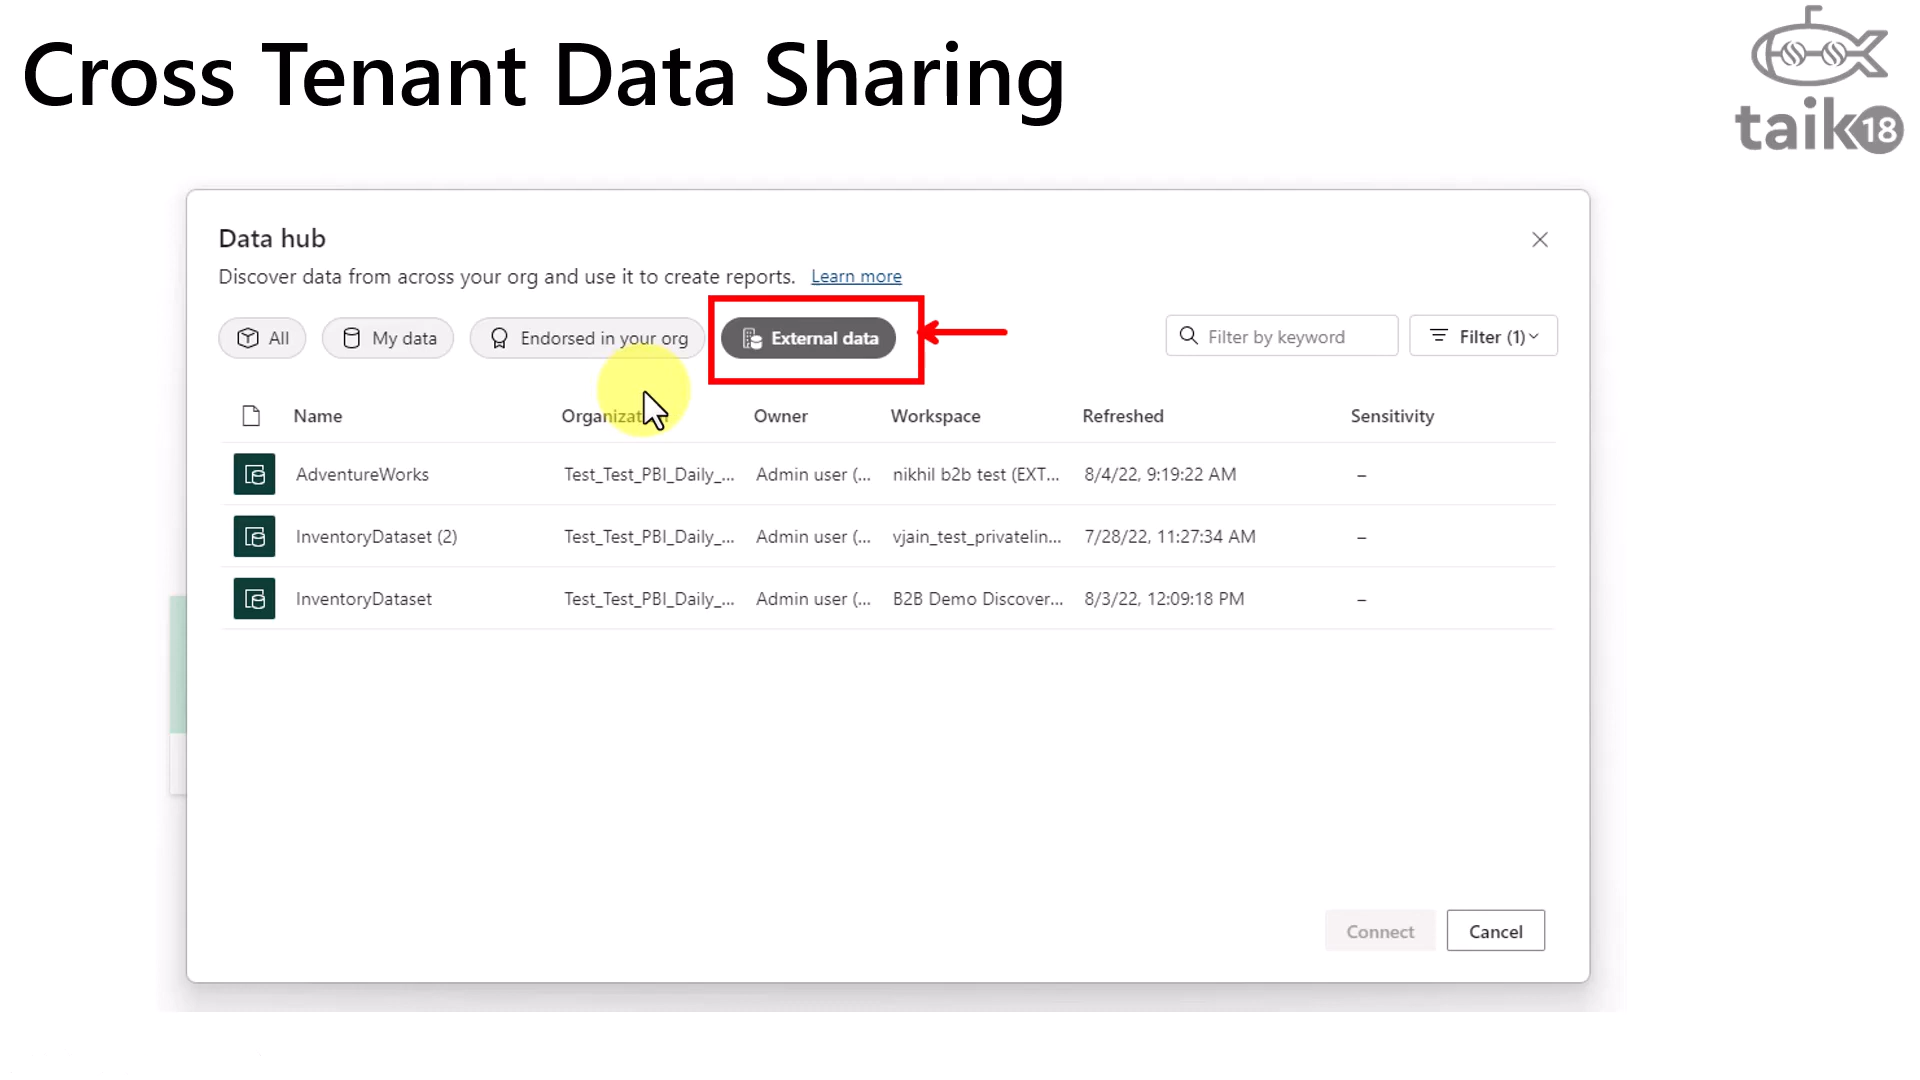 Cross Tenant Data Sharing
taik18
Data hub
Discover data from across your org and use it to create reports. Learn more
All My data Endorsed in your org External data Filter by keyword Filter (1)
Name Owner Workspace Refreshed Sensitivity
AdventureWorks Test_Test_PBI_Daily_... Admin user (... nikhil b2b test (EXT... 8/4/22, 9:19:22 AM –
InventoryDataset (2) Test_Test_PBI_Daily_... Admin user (... vjain_test_privatelin... 7/28/22, 11:27:34 AM –
InventoryDataset Test_Test_PBI_Daily_... Admin user (... B2B Demo Discover... 8/3/22, 12:09:18 PM –
Connect Cancel